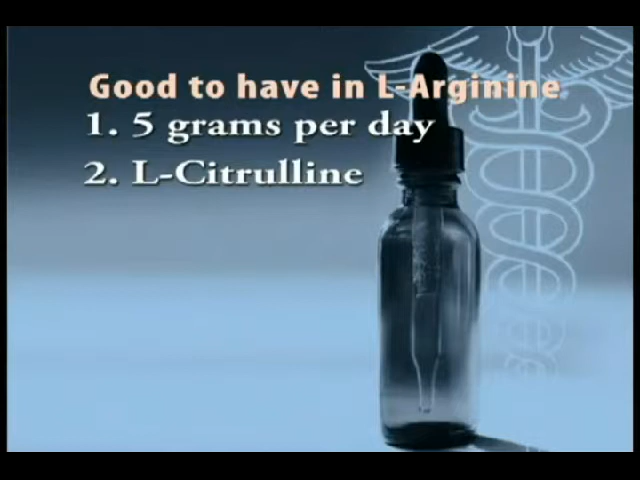 Good to have in L-Arginine
1. 5 grams per day
2. L-Citrulline